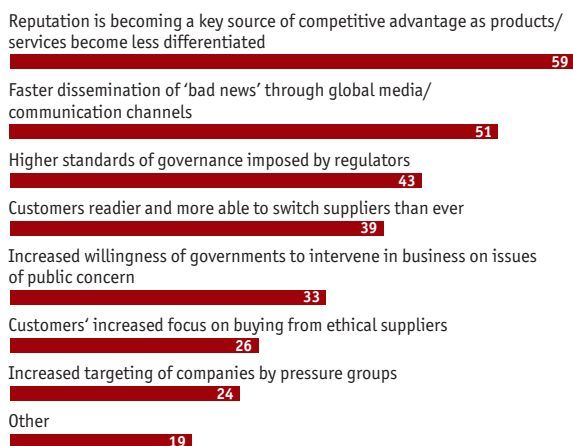 Reputation is becoming a key source of competitive advantage as products/
services become less differentiated
59
Faster dissemination of ‘bad news’ through global media/
communication channels
51
Higher standards of governance imposed by regulators
43
Customers readier and more able to switch suppliers than ever
39
Increased willingness of governments to intervene in business on issues
of public concern
33
Customers‘ increased focus on buying from ethical suppliers
26
Increased targeting of companies by pressure groups
24
Other
19